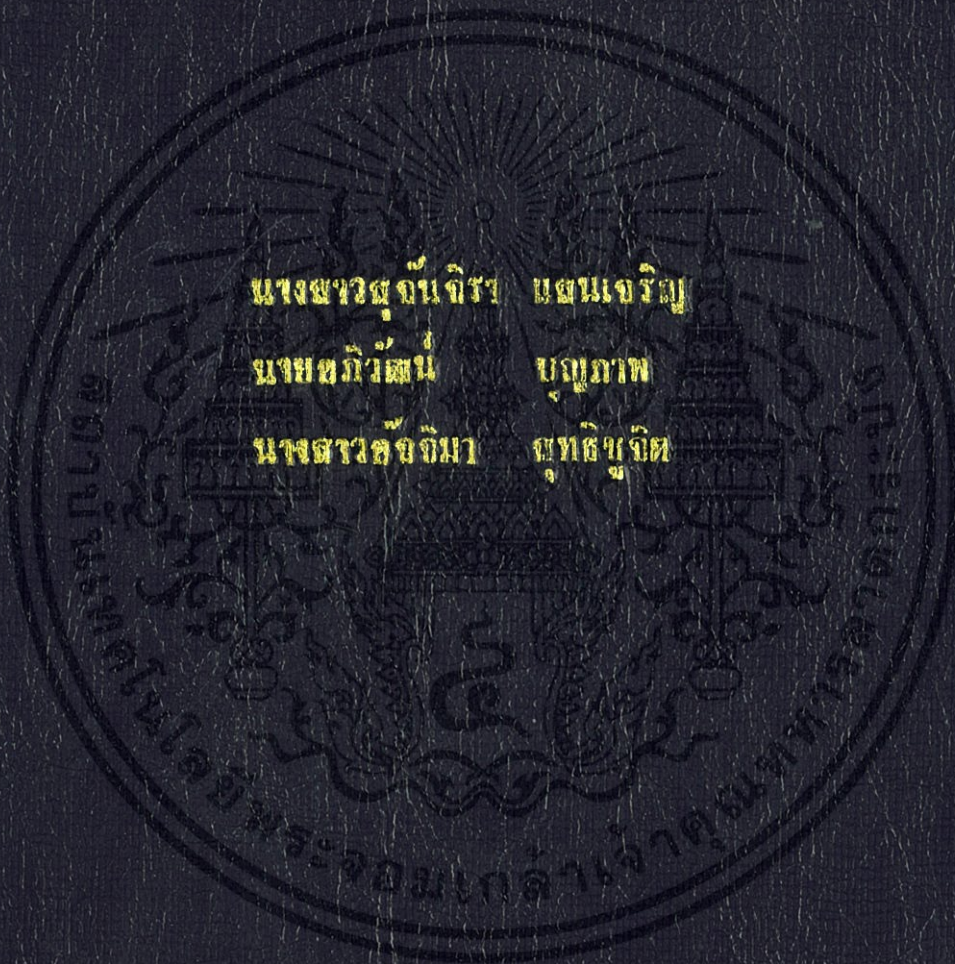 นางสาวสุจันจิรา แสนเจริญ
นายอภิวัฒน์ บุญภาพ
นางสาวอัจจิมา สุทธิชูจิต
สถาบันเทคโนโลยีพระจอมเกล้าเจ้าคุณทหารลาดกระบัง